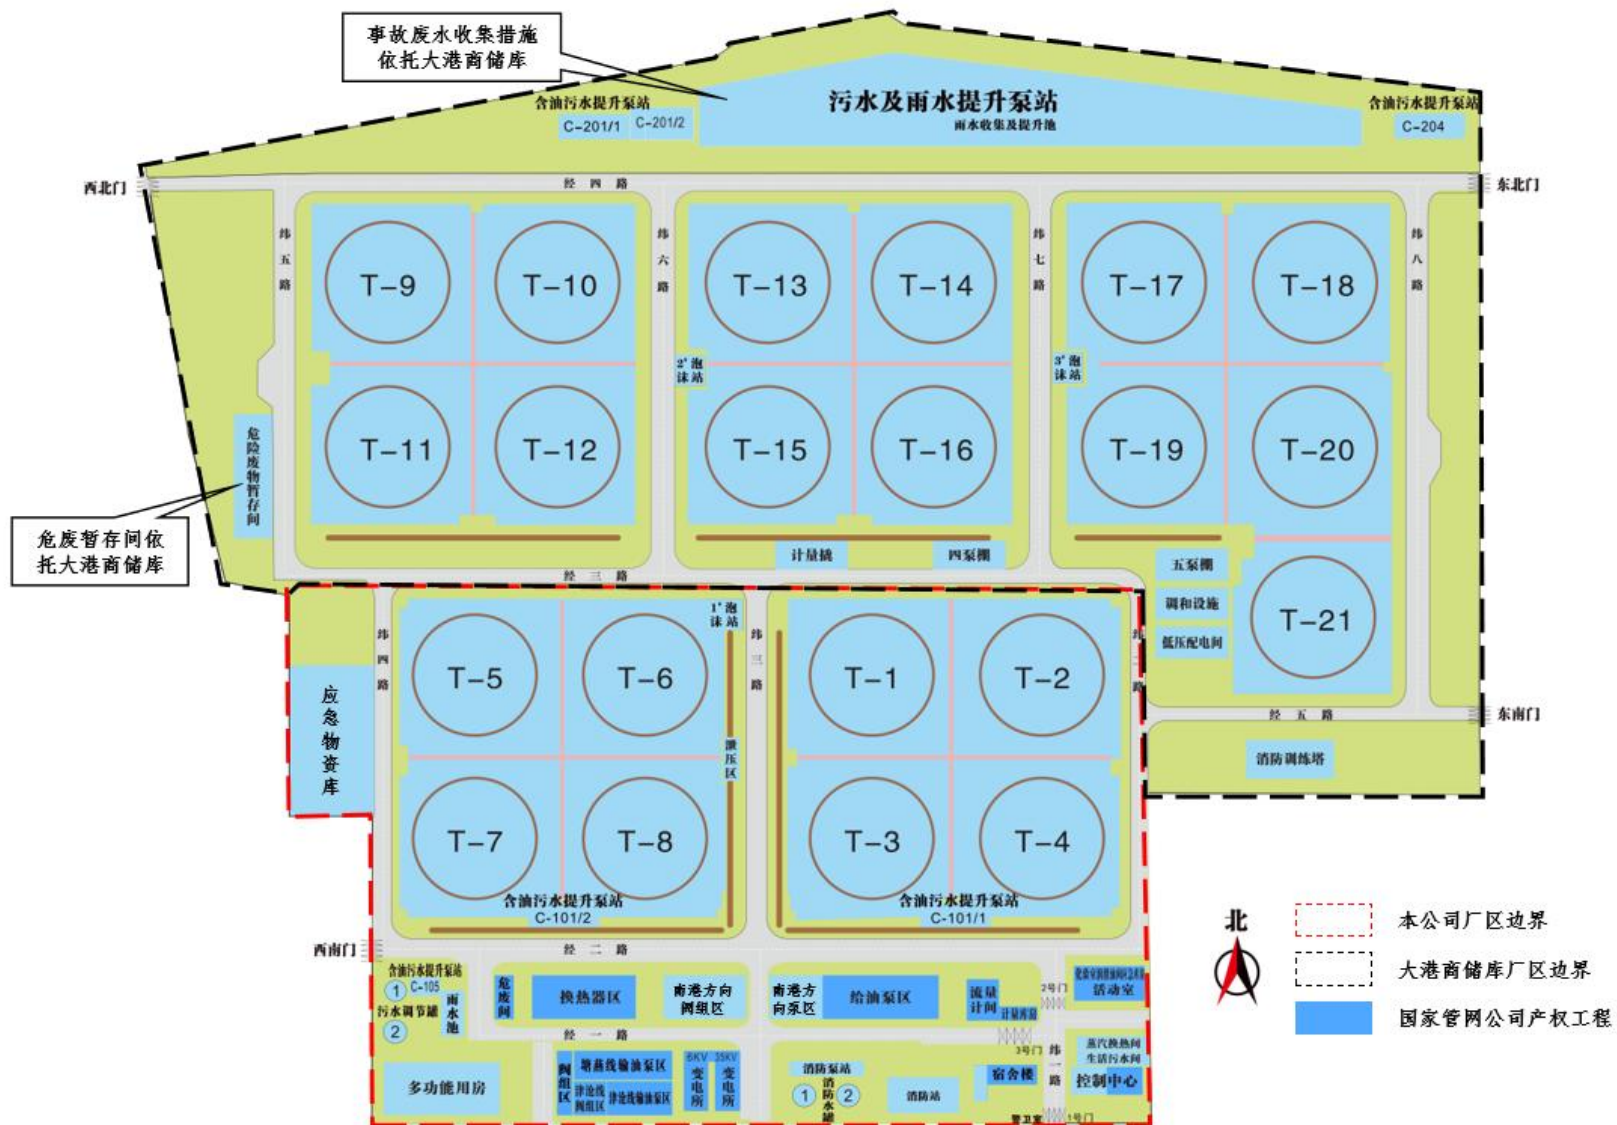 事故废水收集措施
依托大港商储库
含油污水提升泵站
C-201/1
C-201/2
污水及雨水提升泵站
雨水收集及提升池
含油污水提升泵站
C-204
西北门
经四路
东北门
纬五路
纬六路
纬七路
纬八路
T-9
T-10
T-13
T-14
T-17
T-18
2#泡
沫站
3#泡
沫站
T-11
T-12
T-15
T-16
T-19
T-20
危险废物暂存间
危废暂存间依
托大港商储库
计量撬
四泵棚
五泵棚
调和设施
低压配电间
T-21
经三路
纬四路
1#泡
沫站
纬三路
纬二路
T-5
T-6
T-1
T-2
应急物资库
泄压区
经五路
东南门
消防训练塔
T-7
T-8
T-3
T-4
含油污水提升泵站
C-101/2
含油污水提升泵站
C-101/1
西南门
经二路
含油污水提升泵站
1
C-105
污水调节罐
2
雨水池
危废间
换热器区
南港方向
阀组区
南港方
向泵区
给油泵区
流量
计间
计量库房
2号门
活动室
经一路
3号门
纬一路
蒸汽换热间
生活污水间
控制中心
多功能用房
阀组区
塘燕线输油泵区
津沧线
阀组区
津沧线输油泵区
6KV
变电所
35KV
变电所
消防泵站
1
消防水罐
2
消防站
宿舍楼
警卫室
1号门
北
本公司厂区边界
大港商储库厂区边界
国家管网公司产权工程